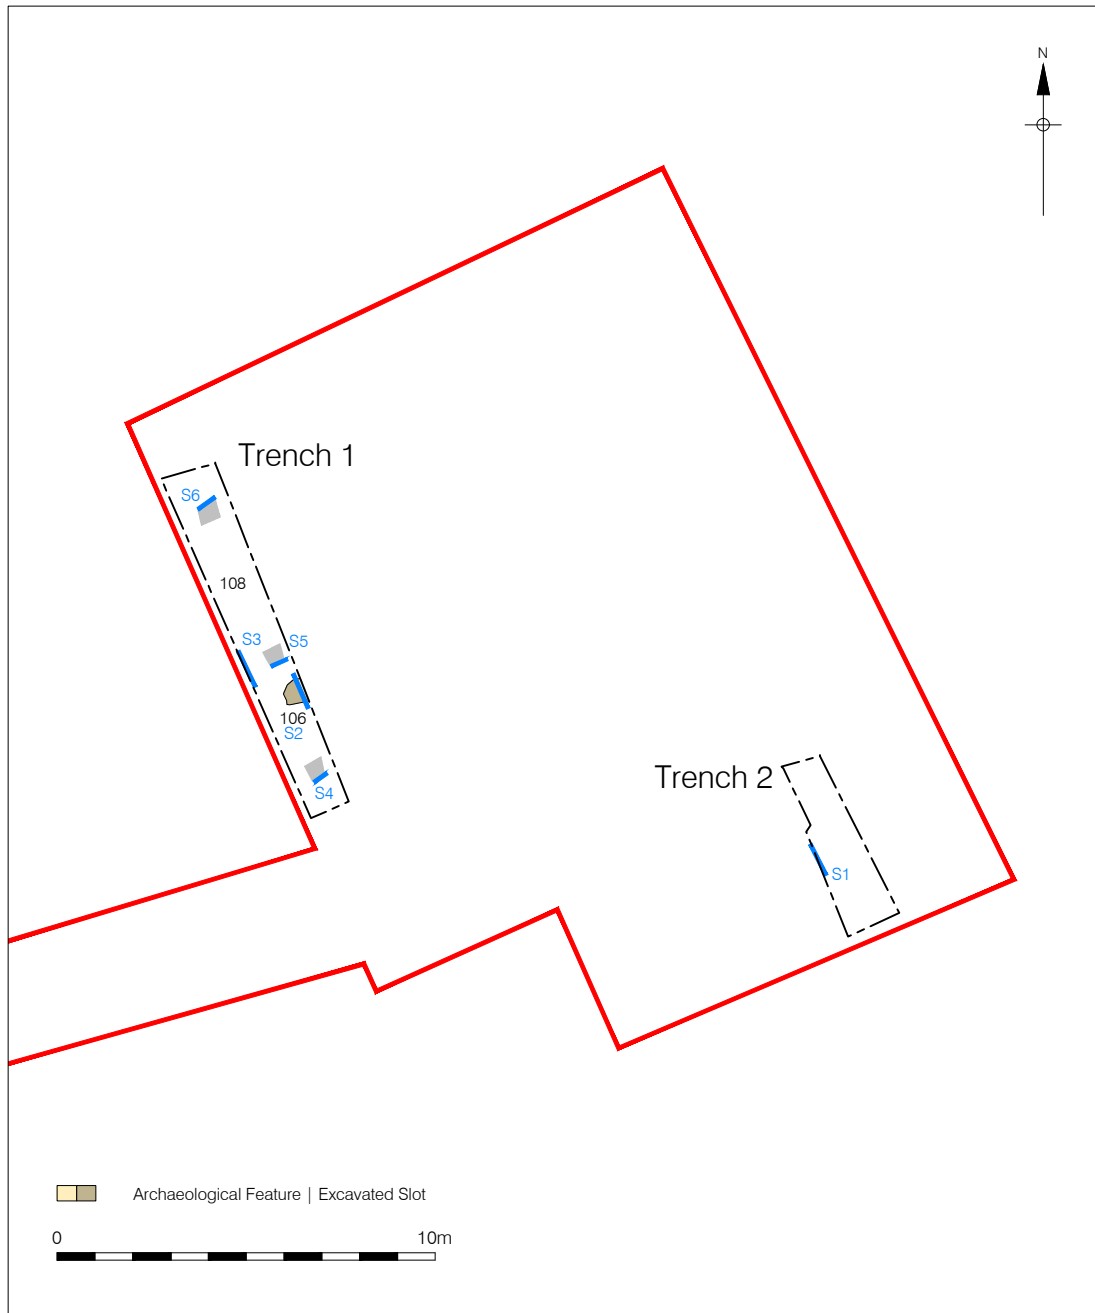 N
Trench 1
S6
108
S3
S5
106
S2
S4
Trench 2
S1
Archaeological Feature | Excavated Slot
0 10m